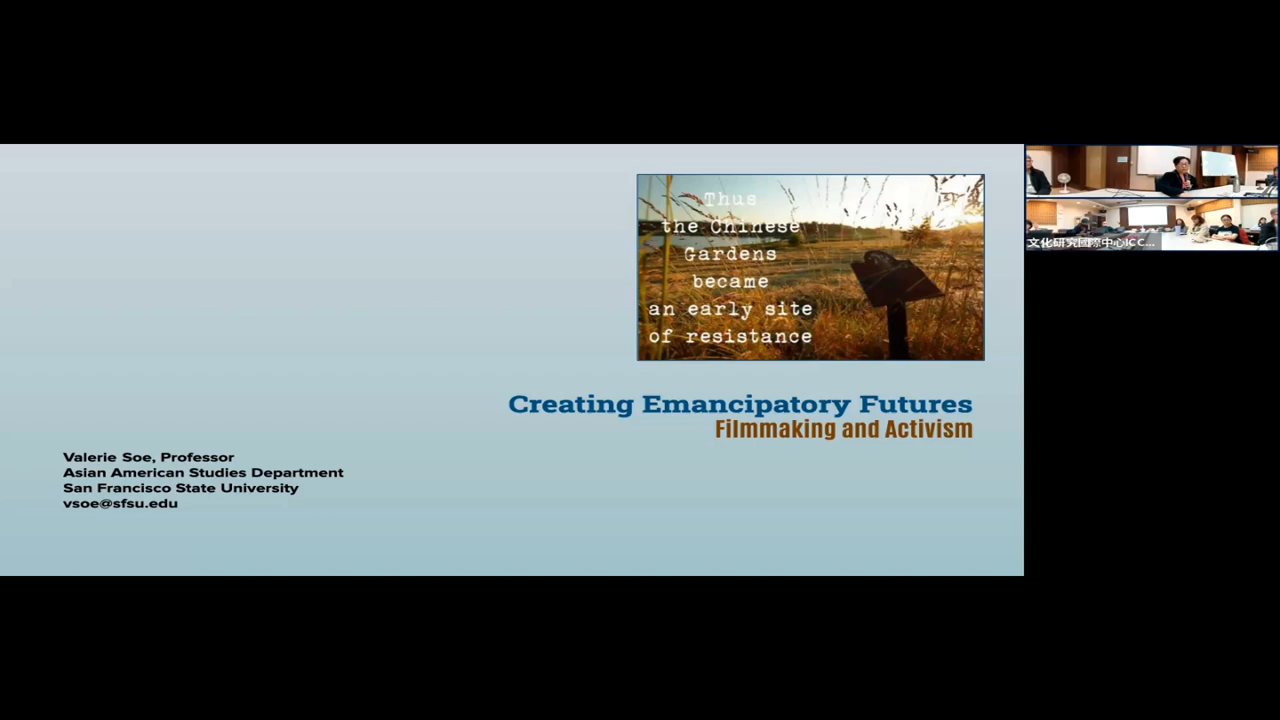 Thus
the Chinese
Gardens
became
an early site
of resistance
Creating Emancipatory Futures
Filmmaking and Activism
Valerie Soe, Professor
Asian American Studies Department
San Francisco State University
vsoe@sfsu.edu
文化研究國際中心ICC...